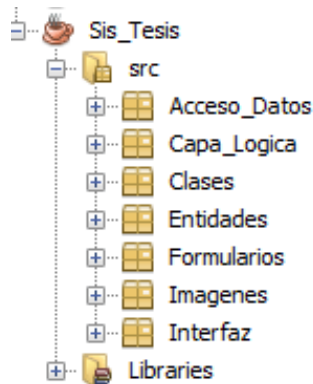 Sis_Tesis
src
Acceso_Datos
Capa_Logica
Clases
Entidades
Formularios
Imagenes
Interfaz
Libraries